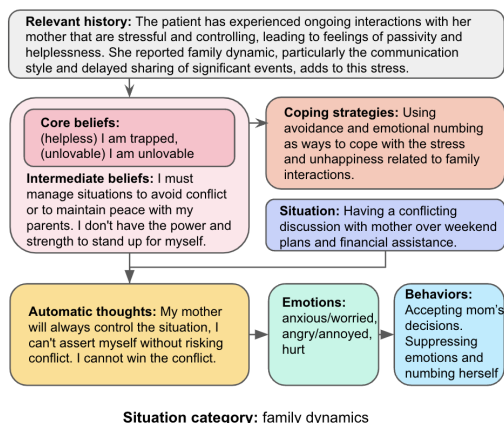 Relevant history: The patient has experienced ongoing interactions with her
mother that are stressful and controlling, leading to feelings of passivity and
helplessness. She reported family dynamic, particularly the communication
style and delayed sharing of significant events, adds to this stress.
Core beliefs:
(helpless) I am trapped,
(unlovable) I am unlovable
Intermediate beliefs: I must
manage situations to avoid conflict
or to maintain peace with my
parents. I don't have the power and
strength to stand up for myself.
Coping strategies: Using
avoidance and emotional numbing
as ways to cope with the stress
and unhappiness related to family
interactions.
Situation: Having a conflicting
discussion with mother over weekend
plans and financial assistance.
Automatic thoughts: My mother
will always control the situation, I
can't assert myself without risking
conflict. I cannot win the conflict.
Emotions:
anxious/worried,
angry/annoyed,
hurt
Behaviors:
Accepting mom's
decisions.
Suppressing
emotions and
numbing herself
Situation category: family dynamics